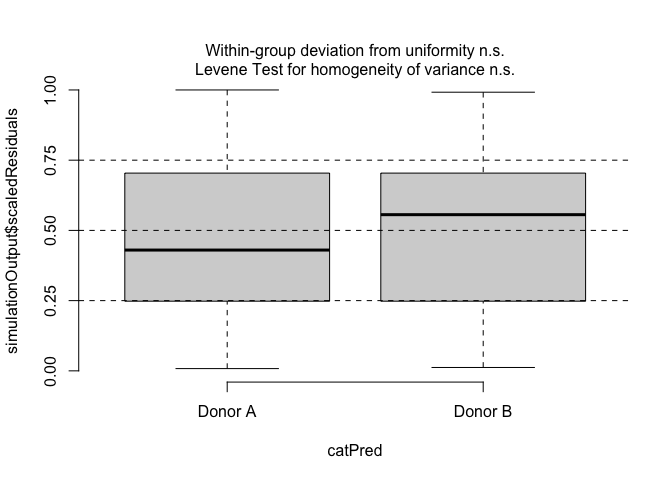 Within-group deviation from uniformity n.s.
Levene Test for homogeneity of variance n.s.
simulationOutput$scaledResiduals
1.00
0.75
0.50
0.25
0.00
Donor A
Donor B
catPred